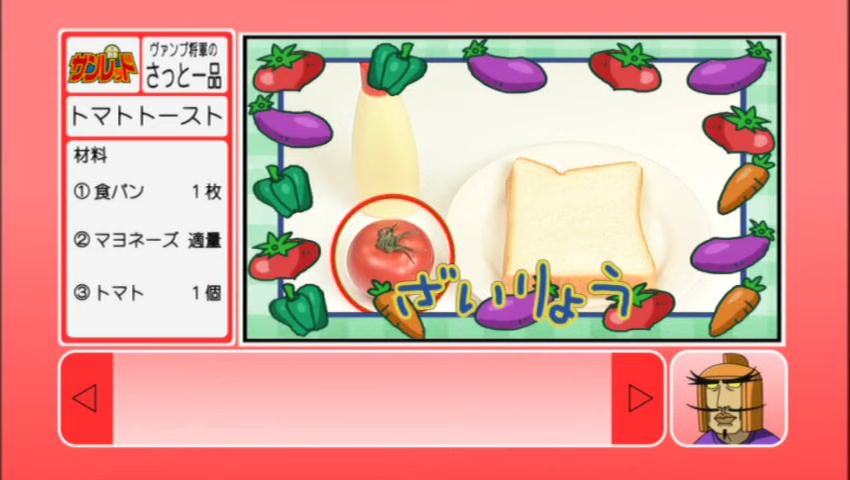 サンレッド
ヴァンプ将軍の
さっと一品
トマトトースト
材料
①食パン 1枚
②マヨネーズ 適量
③トマト 1個
ざいりょう